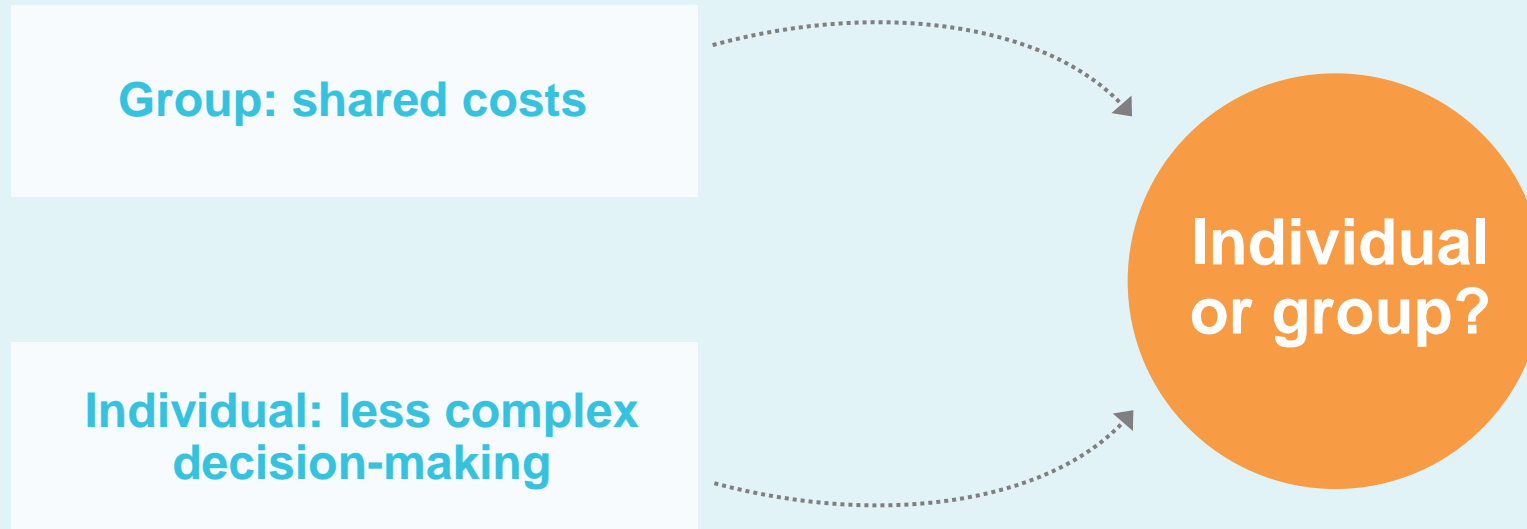 Group: shared costs
Individual
or group?
Individual: less complex
decision-making